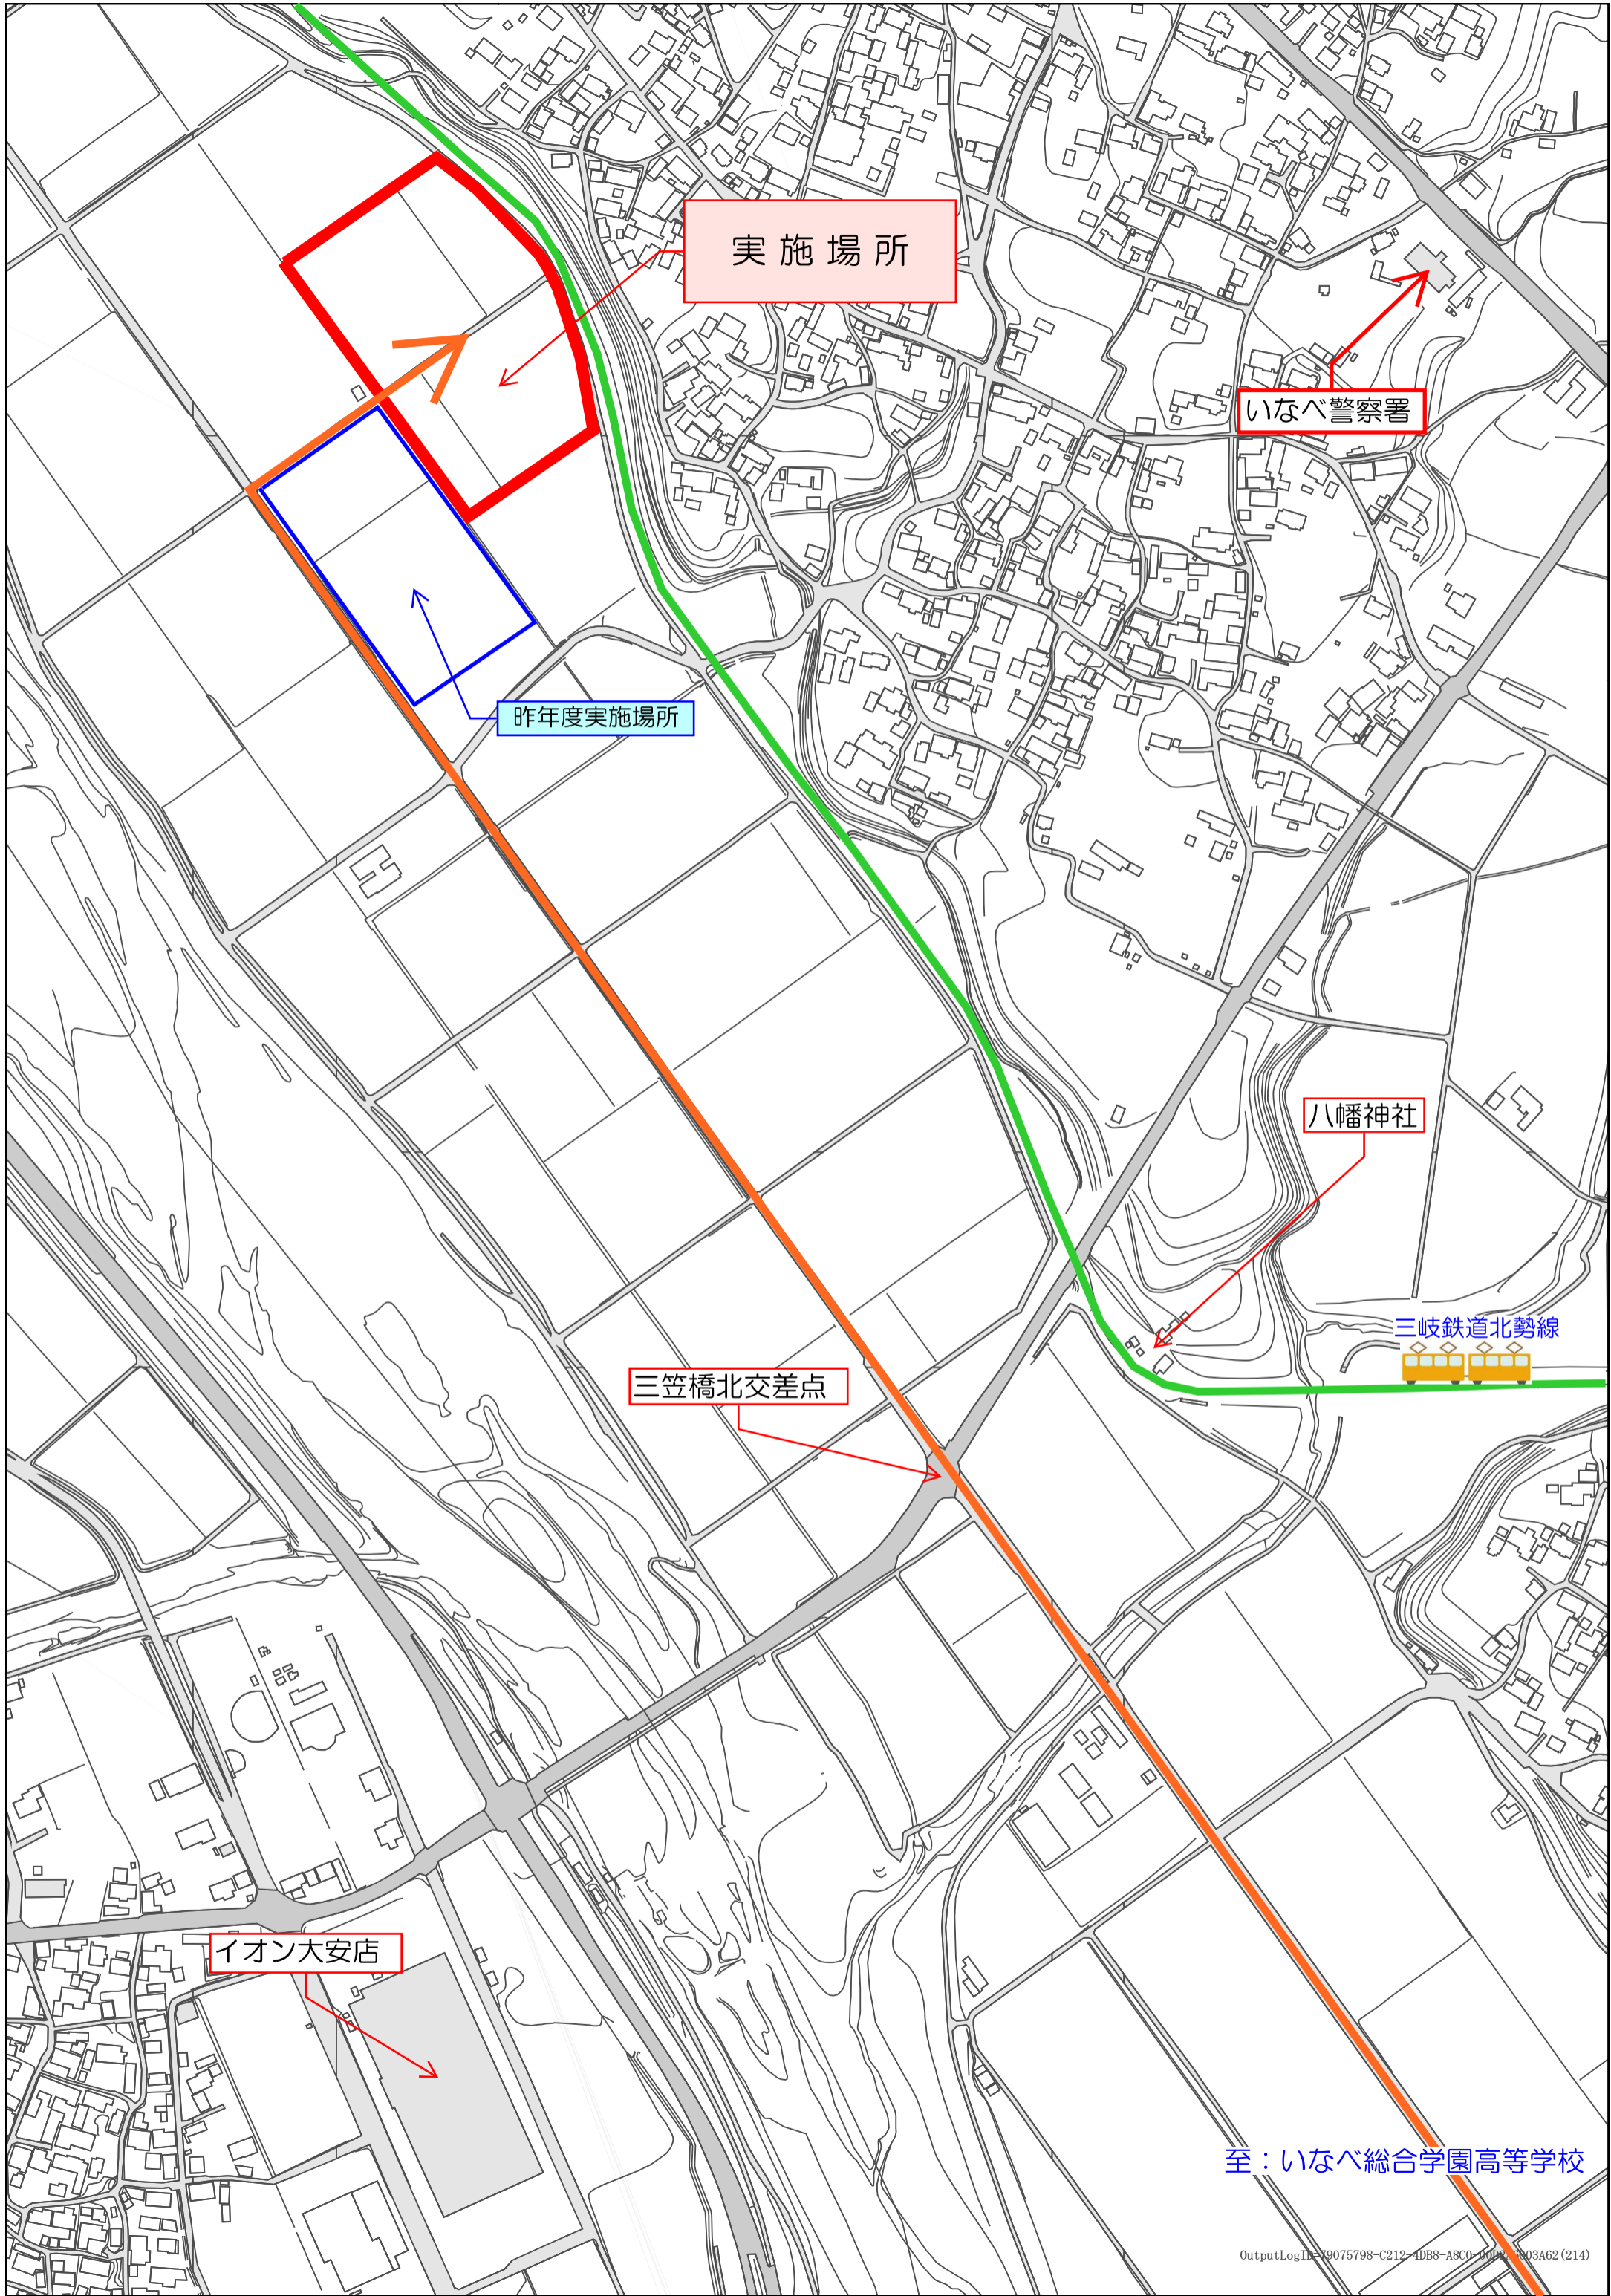 実施場所
いなべ警察署
昨年度実施場所
八幡神社
三岐鉄道北勢線
三笠橋北交差点
イオン大安店
至：いなべ総合学園高等学校